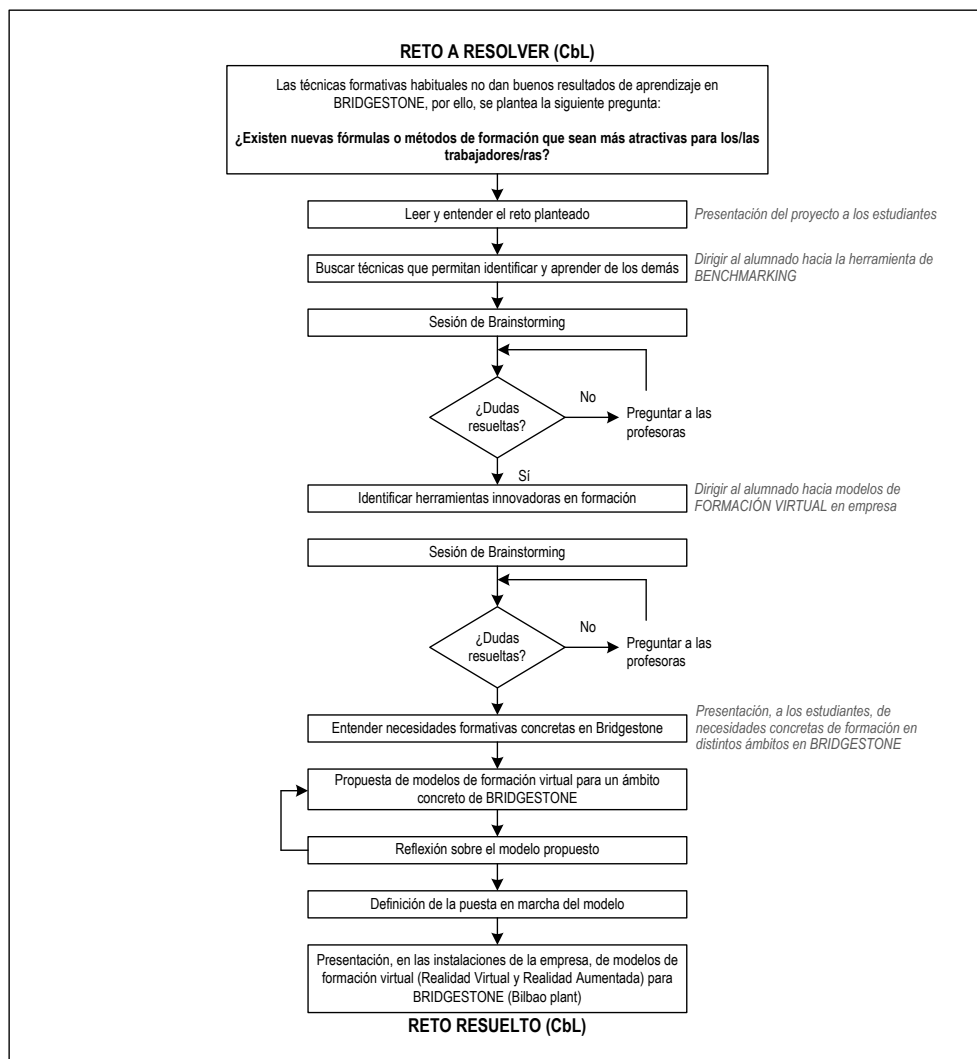 RETO A RESOLVER (CbL)
Las técnicas formativas habituales no dan buenos resultados de aprendizaje en
BRIDGESTONE, por ello, se plantea la siguiente pregunta:
¿Existen nuevas fórmulas o métodos de formación que sean más atractivas para los/las
trabajadores/ras?
Leer y entender el reto planteado
Presentación del proyecto a los estudiantes
Buscar técnicas que permitan identificar y aprender de los demás
Dirigir al alumnado hacia la herramienta de
BENCHMARKING
Sesión de Brainstorming
¿Dudas
resueltas?
No
Preguntar a las
profesoras
Sí
Identificar herramientas innovadoras en formación
Dirigir al alumnado hacia modelos de
FORMACIÓN VIRTUAL en empresa
Sesión de Brainstorming
¿Dudas
resueltas?
No
Preguntar a las
profesoras
Entender necesidades formativas concretas en Bridgestone
Presentación, a los estudiantes, de
necesidades concretas de formación en
distintos ámbitos en BRIDGESTONE
Propuesta de modelos de formación virtual para un ámbito
concreto de BRIDGESTONE
Reflexión sobre el modelo propuesto
Definición de la puesta en marcha del modelo
Presentación, en las instalaciones de la empresa, de modelos de
formación virtual (Realidad Virtual y Realidad Aumentada) para
BRIDGESTONE (Bilbao plant)
RETO RESUELTO (CbL)